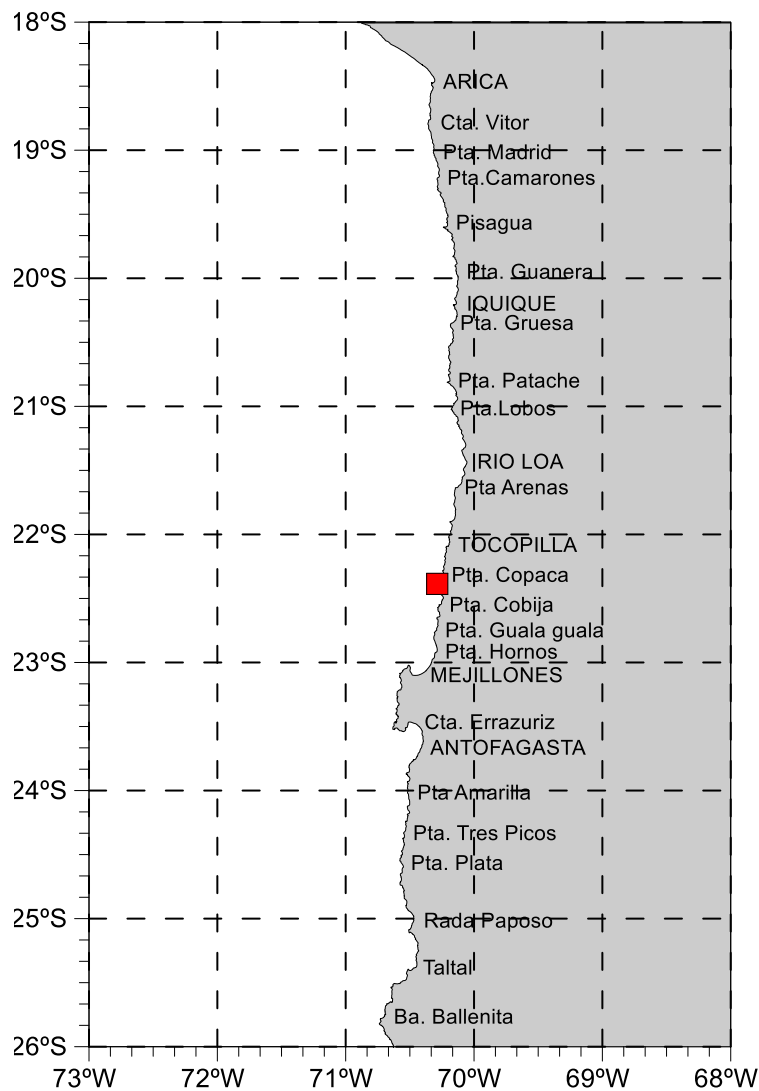 18ºS
ARICA
Cta. Vitor
19ºS
Pta. Madrid
Pta.Camarones
Pisagua
Pta. Guanera
20ºS
IQUIQUE
Pta. Gruesa
Pta. Patache
21ºS
Pta.Lobos
RIO LOA
Pta Arenas
22ºS
TOCOPILLA
Pta. Copaca
Pta. Cobija
Pta. Guala guala
Pta. Hornos
23ºS
MEJILLONES
Cta. Errazuriz
ANTOFAGASTA
24ºS
Pta Amarilla
Pta. Tres Picos
Pta. Plata
25ºS
Rada Paposo
Taltal
Ba. Ballenita
26ºS
73ºW 72ºW 71ºW 70ºW 69ºW 68ºW